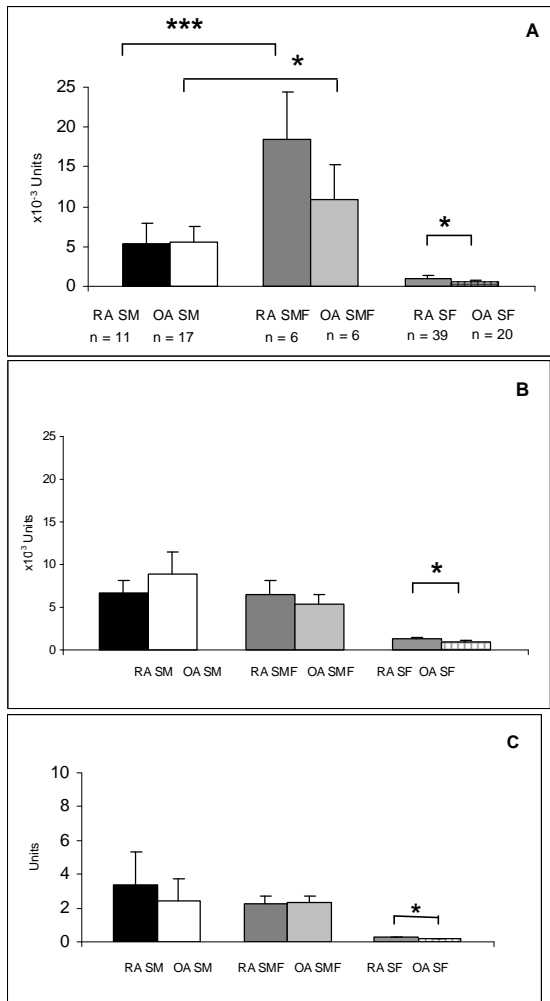 A
***
*
25
20
15
10
5
0
x10⁻³ Units
*
RA SM OA SM RA SMF OA SMF RA SF OA SF
n = 11 n = 17 n = 6 n = 6 n = 39 n = 20
B
25
20
15
10
5
0
x10³ Units
*
RA SM OA SM RA SMF OA SMF RA SF OA SF
C
10
8
6
4
2
0
Units
*
RA SM OA SM RA SMF OA SMF RA SF OA SF